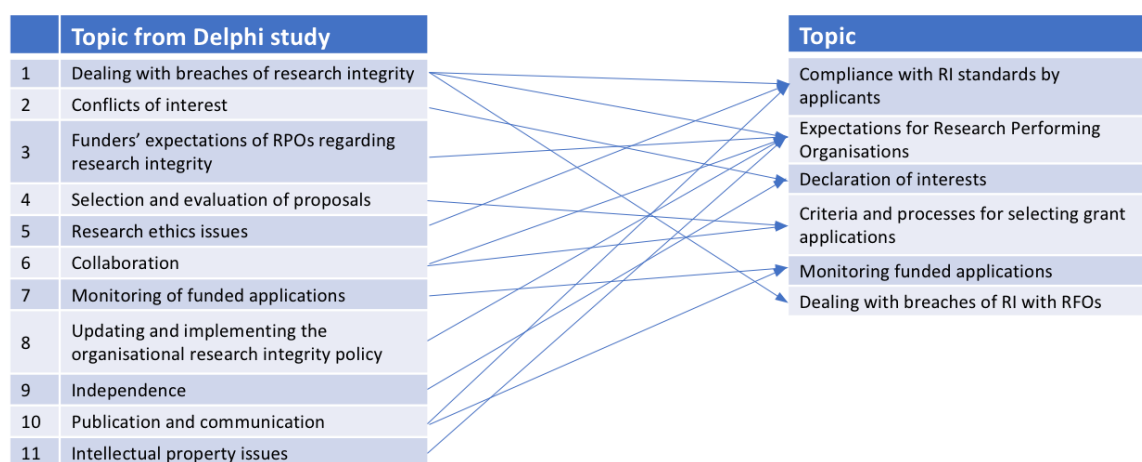 Topic from Delphi study
1 Dealing with breaches of research integrity
2 Conflicts of interest
3 Funders’ expectations of RPOs regarding
research integrity
4 Selection and evaluation of proposals
5 Research ethics issues
6 Collaboration
7 Monitoring of funded applications
8 Updating and implementing the
organisational research integrity policy
9 Independence
10 Publication and communication
11 Intellectual property issues
Topic
Compliance with RI standards by
applicants
Expectations for Research Performing
Organisations
Declaration of interests
Criteria and processes for selecting grant
applications
Monitoring funded applications
Dealing with breaches of RI with RFOs